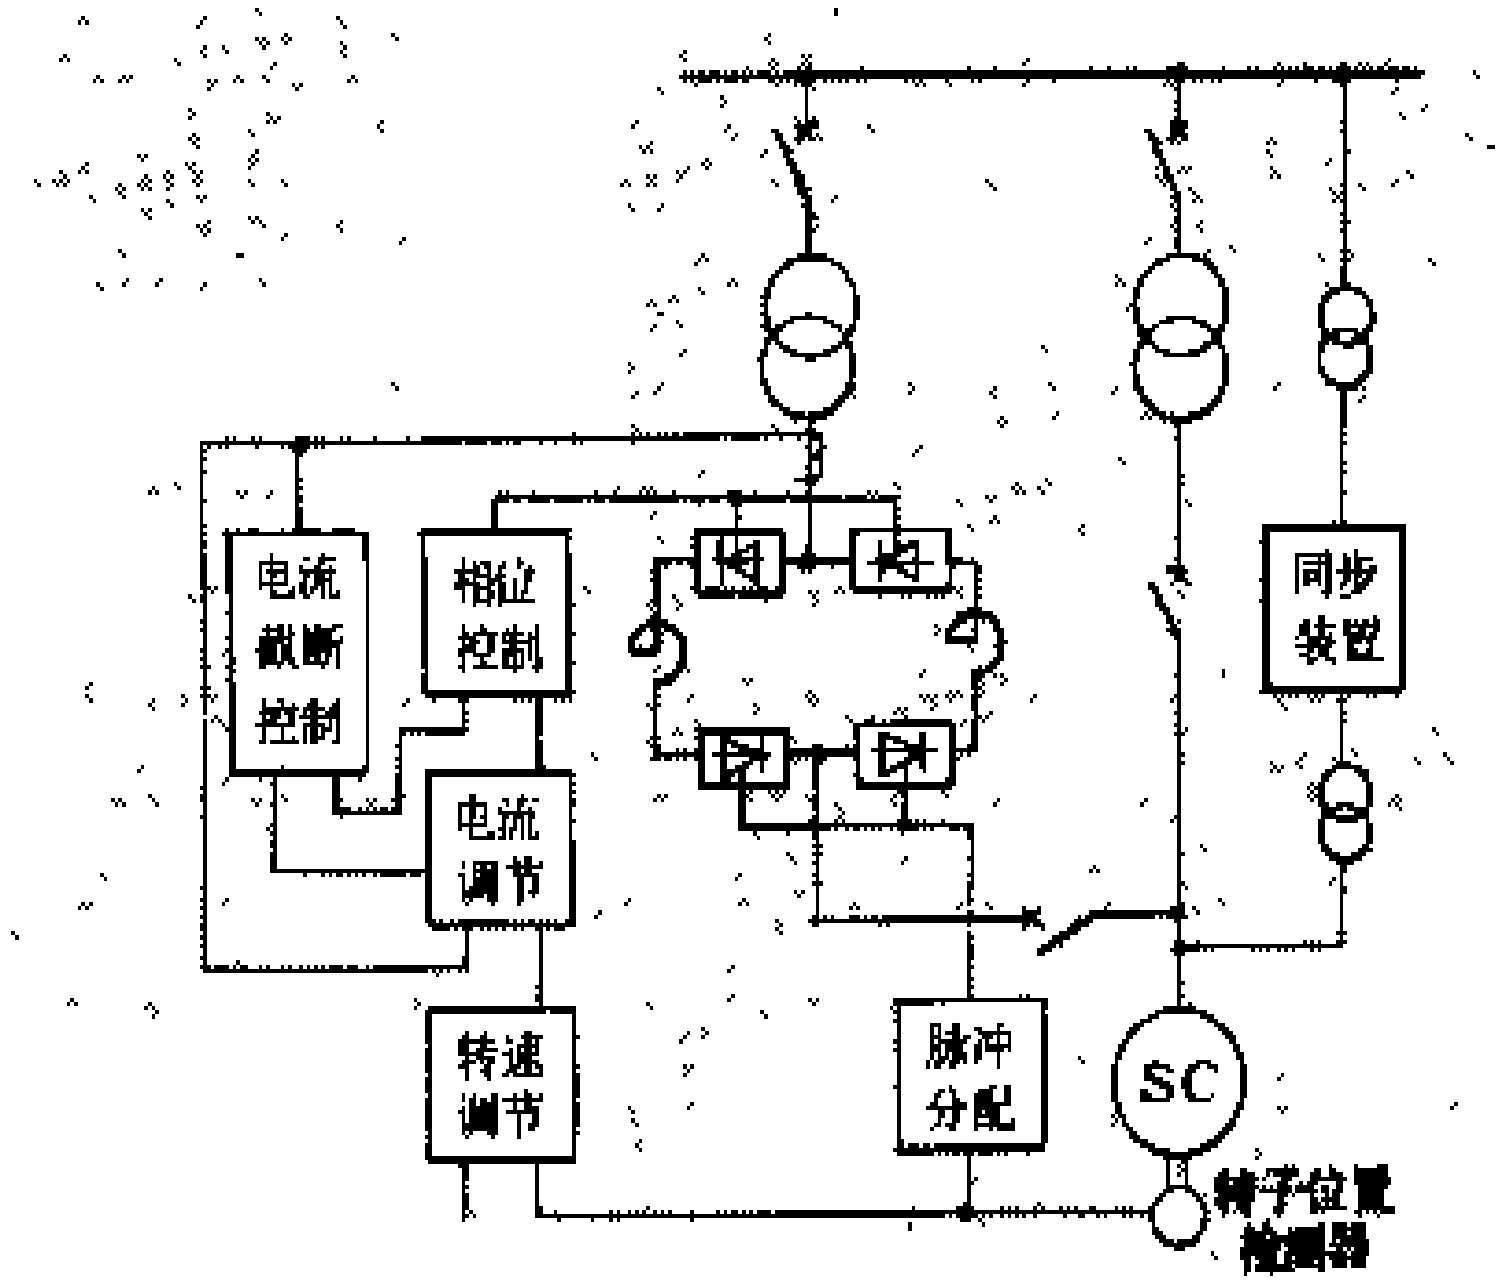 电流
截断
控制
相位
控制
同步
装置
电流
调节
转速
调节
脉冲
分配
SC
转子位置
检测器